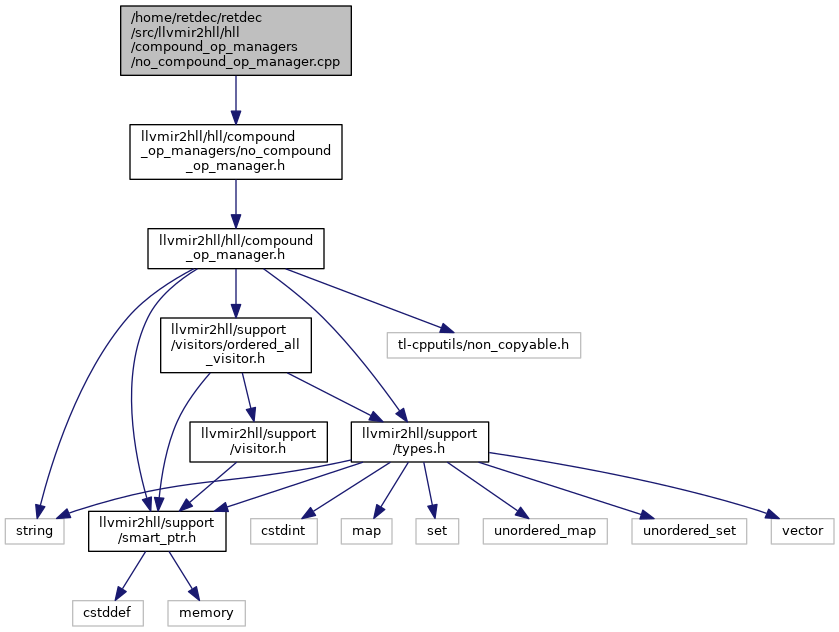 /home/retdec/retdec
/src/llvmir2hll/hll
/compound_op_managers
/no_compound_op_manager.cpp
llvmir2hll/hll/compound
_op_managers/no_compound
_op_manager.h
llvmir2hll/hll/compound
_op_manager.h
llvmir2hll/support
/visitors/ordered_all
_visitor.h
tl-cpputils/non_copyable.h
llvmir2hll/support
/visitor.h
llvmir2hll/support
/types.h
string
llvmir2hll/support
/smart_ptr.h
cstdint
map
set
unordered_map
unordered_set
vector
cstddef
memory